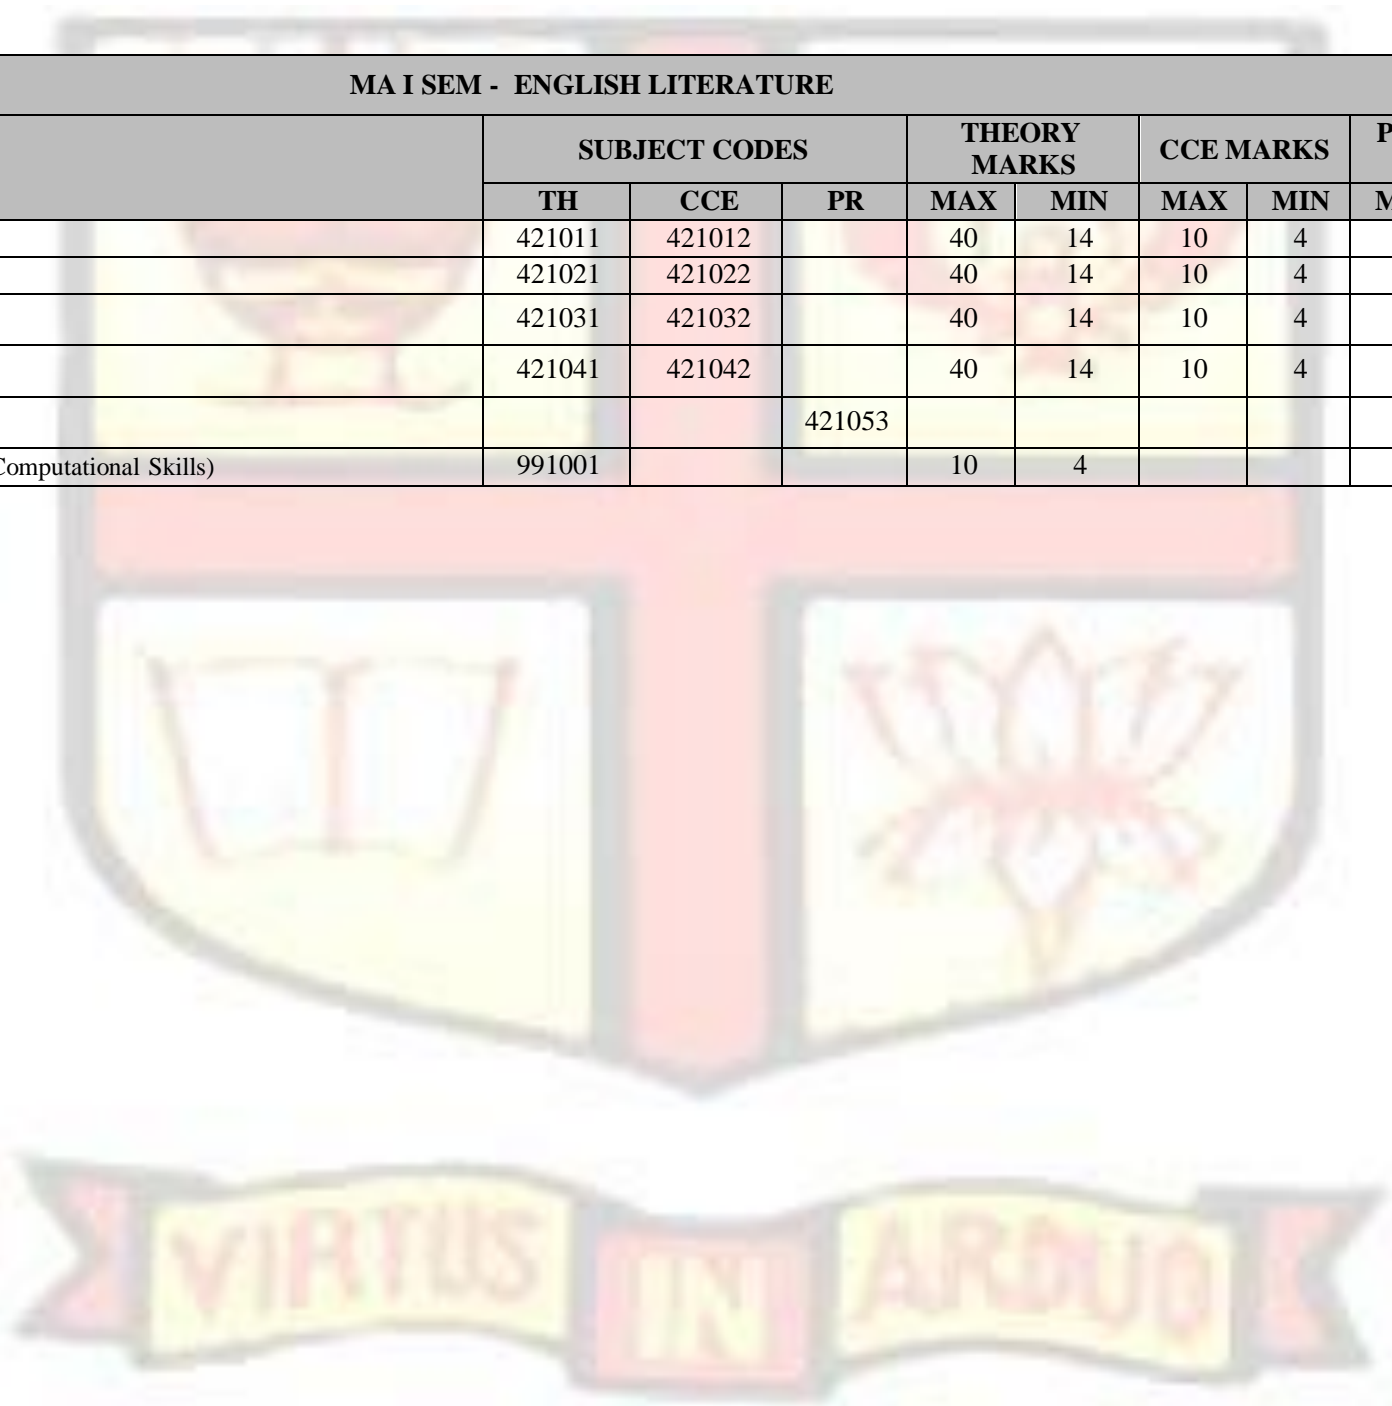 MA I SEM - ENGLISH LITERATURE
SUBJECT CODES THEORY MARKS CCE MARKS P
TH CCE PR MAX MIN MAX MIN M
421011 421012 40 14 10 4
421021 421022 40 14 10 4
421031 421032 40 14 10 4
421041 421042 40 14 10 4
421053
Computational Skills) 991001 10 4
VIRTUS IN ARDUO